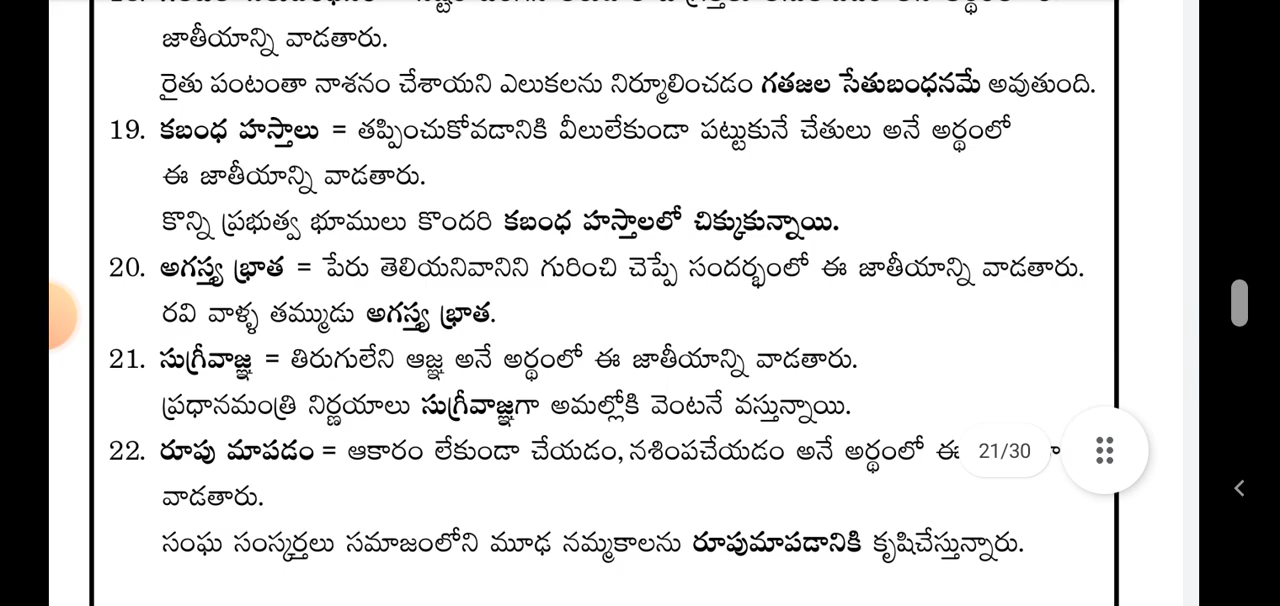 జాతీయాన్ని వాడతారు.
రైతు పంటంతా నాశనం చేశాయని ఎలుకలను నిర్మూలించడం గతజల సేతుబంధనమే అవుతుంది.
19. కబంధ హస్తాలు = తప్పించుకోవడానికి వీలులేకుండా పట్టుకునే చేతులు అనే అర్థంలో
ఈ జాతీయాన్ని వాడతారు.
కొన్ని ప్రభుత్వ భూములు కొందరి కబంధ హస్తాలలో చిక్కుకున్నాయి.
20. అగస్త్య భ్రాత = పేరు తెలియనివానిని గురించి చెప్పే సందర్భంలో ఈ జాతీయాన్ని వాడతారు.
రవి వాళ్ళ తమ్ముడు అగస్త్య భ్రాత.
21. సుగ్రీవాజ్ఞ = తిరుగులేని ఆజ్ఞ అనే అర్థంలో ఈ జాతీయాన్ని వాడతారు.
ప్రధానమంత్రి నిర్ణయాలు సుగ్రీవాజ్ఞగా అమల్లోకి వెంటనే వస్తున్నాయి.
22. రూపు మాపడం = ఆకారం లేకుండా చేయడం, నశింపచేయడం అనే అర్థంలో ఈ
21/30
వాడతారు.
సంఘ సంస్కర్తలు సమాజంలోని మూఢ నమ్మకాలను రూపుమాపడానికి కృషిచేస్తున్నారు.